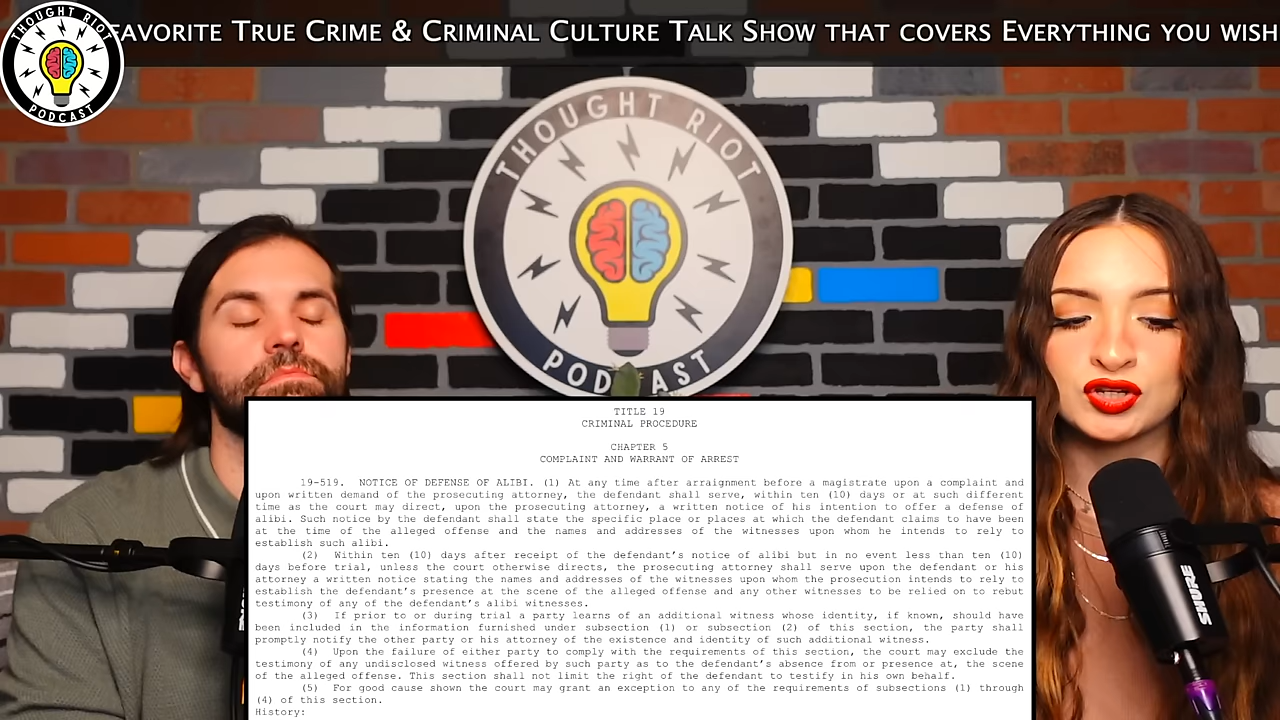 FAVORITE TRUE CRIME & CRIMINAL CULTURE TALK SHOW THAT COVERS EVERYTHING YOU WISH
THOUGHT RIOT
PODCAST
THOUGHT RIOT
PODCAST
TITLE 19
CRIMINAL PROCEDURE
CHAPTER 5
COMPLAINT AND WARRANT OF ARREST
19-519. NOTICE OF DEFENSE OF ALIBI. (1) At any time after arraignment before a magistrate upon a complaint and
upon written demand of the prosecuting attorney, the defendant shall serve, within ten (10) days or at such different
time as the court may direct, upon the prosecuting attorney, a written notice of his intention to offer a defense of
alibi. Such notice by the defendant shall state the specific place or places at which the defendant claims to have been
at the time of the alleged offense and the names and addresses of the witnesses upon whom he intends to rely to
establish such alibi.
(2) Within ten (10) days after receipt of the defendant's notice of alibi but in no event less than ten (10)
days before trial, unless the court otherwise directs, the prosecuting attorney shall serve upon the defendant or his
attorney a written notice stating the names and addresses of the witnesses upon whom the prosecution intends to rely to
establish the defendant's presence at the scene of the alleged offense and any other witnesses to be relied on to rebut
testimony of any of the defendant's alibi witnesses.
(3) If prior to or during trial a party learns of an additional witness whose identity, if known, should have
been included in the information furnished under subsection (1) or subsection (2) of this section, the party shall
promptly notify the other party or his attorney of the existence and identity of such additional witness.
(4) Upon the failure of either party to comply with the requirements of this section, the court may exclude the
testimony of any undisclosed witness offered by such party as to the defendant's absence from or presence at, the scene
of the alleged offense. This section shall not limit the right of the defendant to testify in his own behalf.
(5) For good cause shown the court may grant an exception to any of the requirements of subsections (1) through
(4) of this section.
History:
SHURE